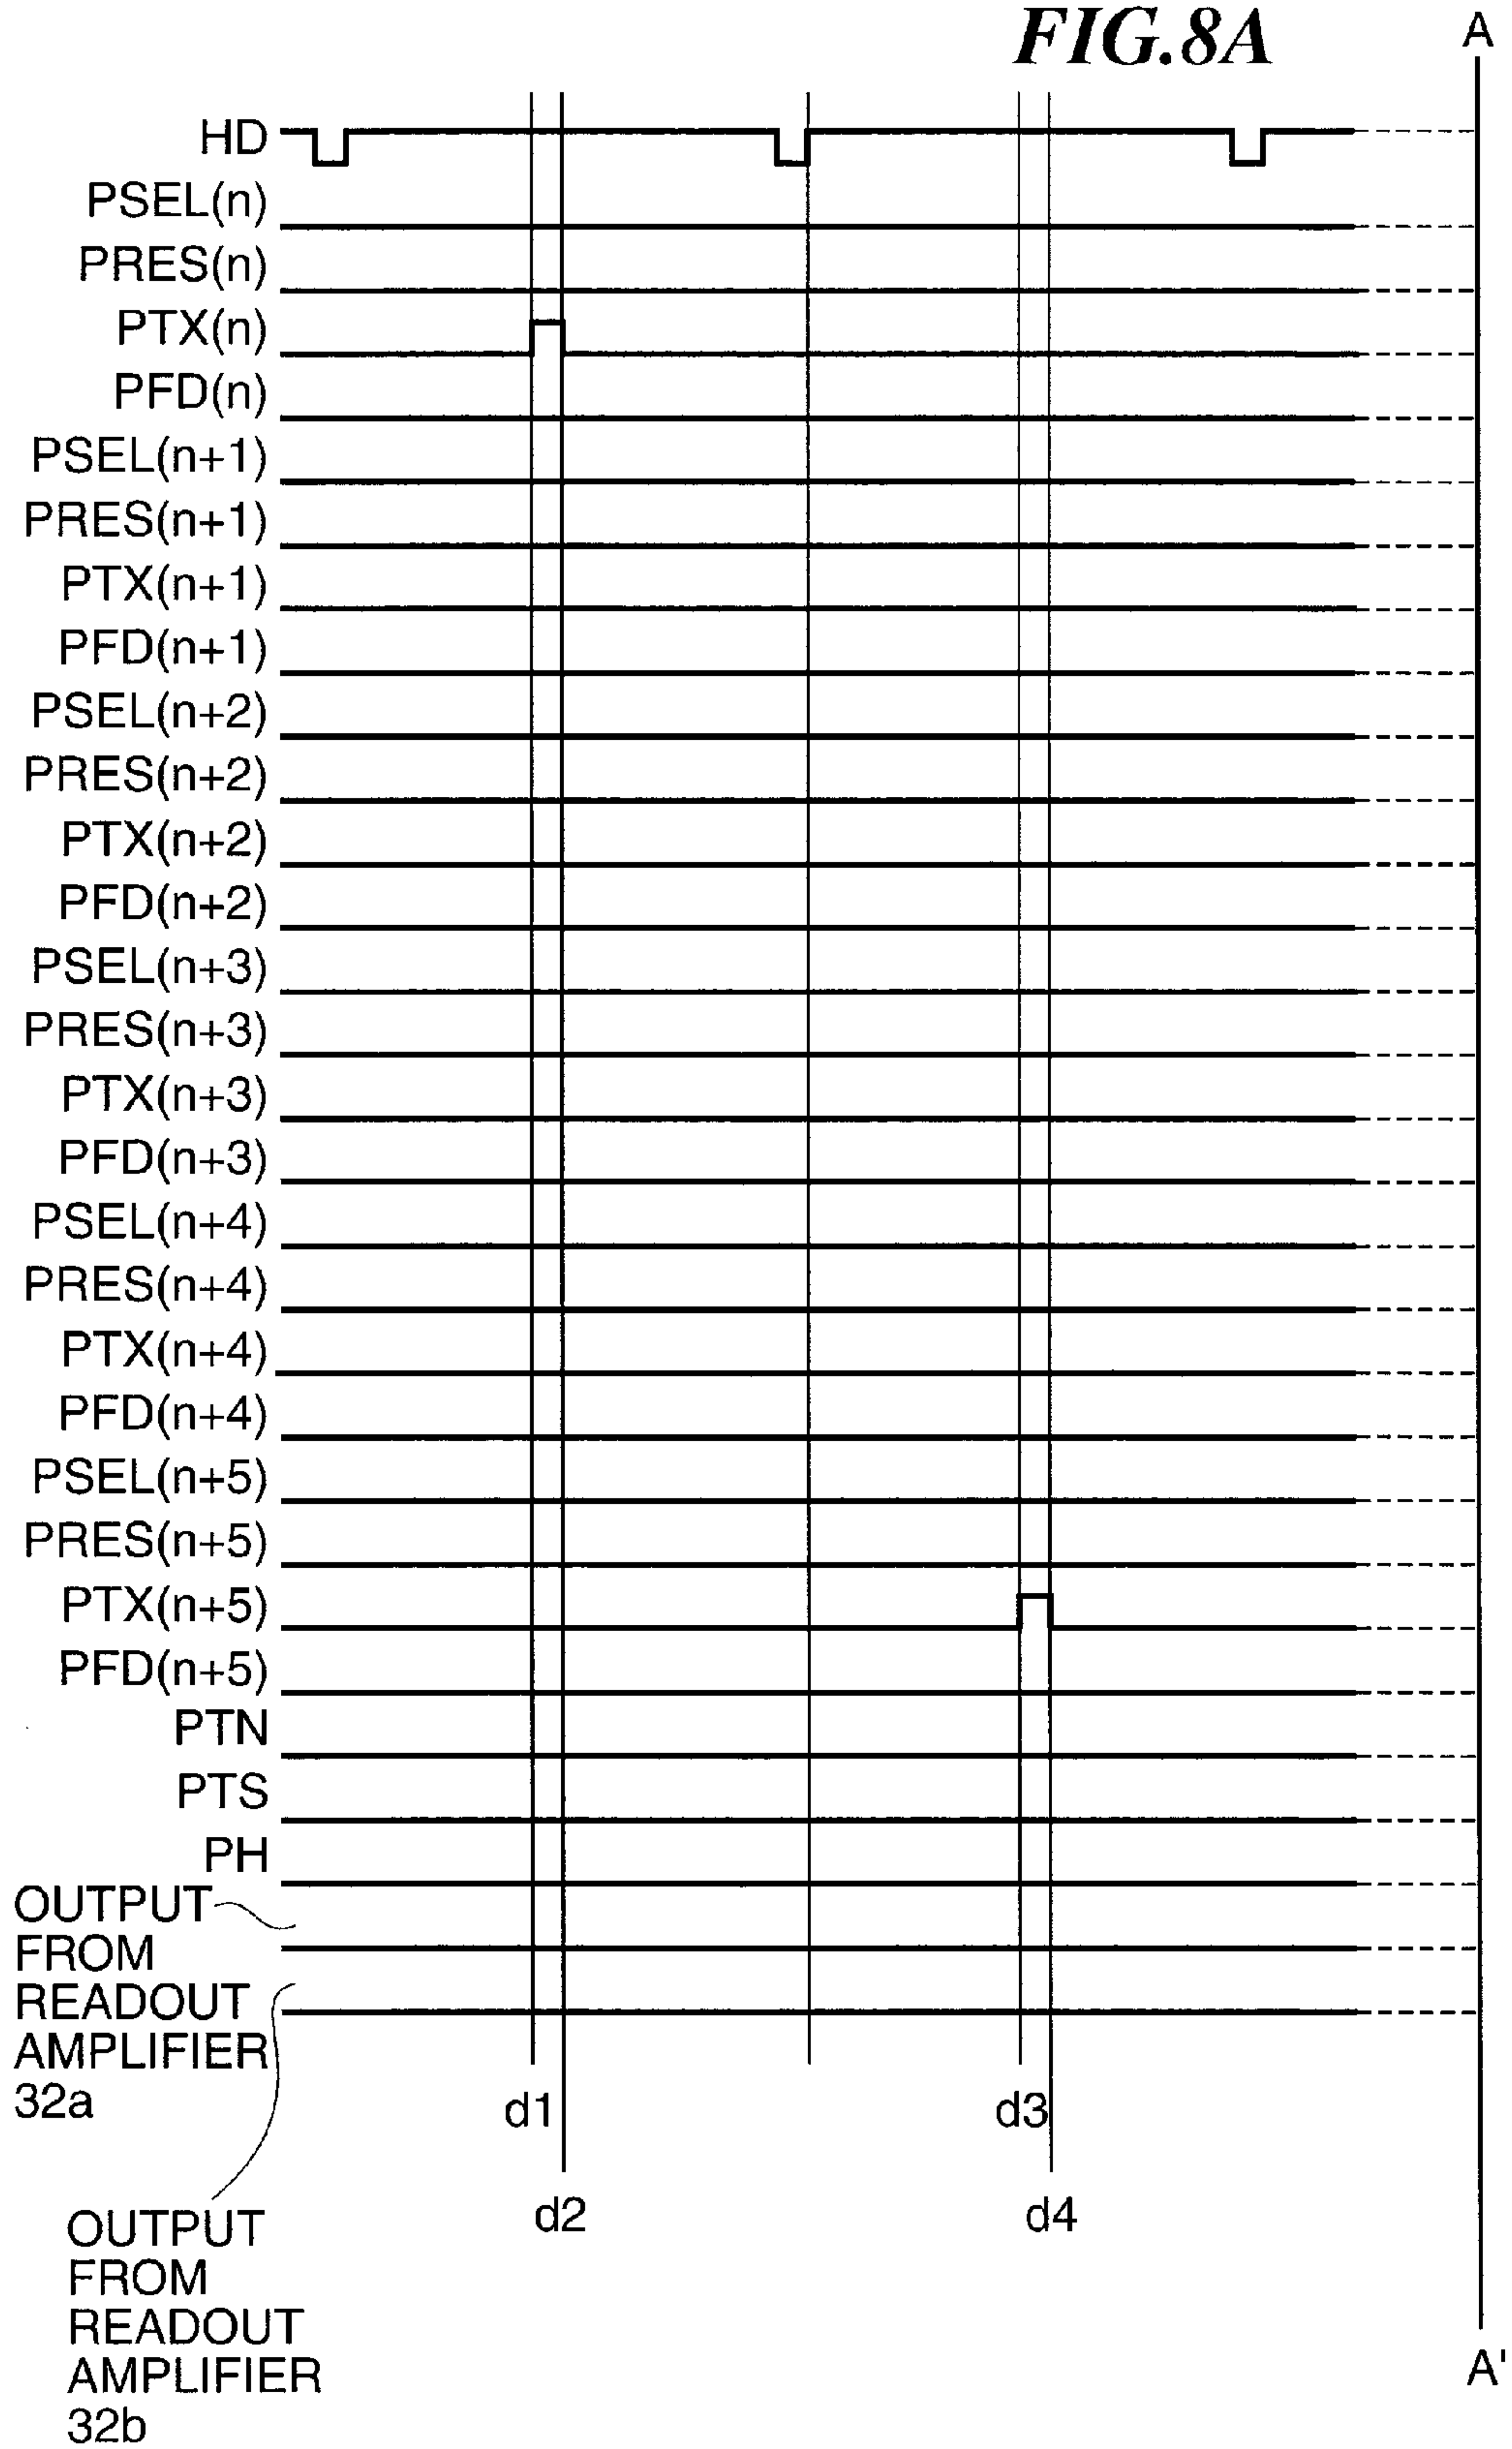 FIG.8A
A
HD
PSEL(n)
PRES(n)
PTX(n)
PFD(n)
PSEL(n+1)
PRES(n+1)
PTX(n+1)
PFD(n+1)
PSEL(n+2)
PRES(n+2)
PTX(n+2)
PFD(n+2)
PSEL(n+3)
PRES(n+3)
PTX(n+3)
PFD(n+3)
PSEL(n+4)
PRES(n+4)
PTX(n+4)
PFD(n+4)
PSEL(n+5)
PRES(n+5)
PTX(n+5)
PFD(n+5)
PTN
PTS
PH
OUTPUT
FROM
READOUT
AMPLIFIER
32a
d1
d3
d2
d4
OUTPUT
FROM
READOUT
AMPLIFIER
32b
A'